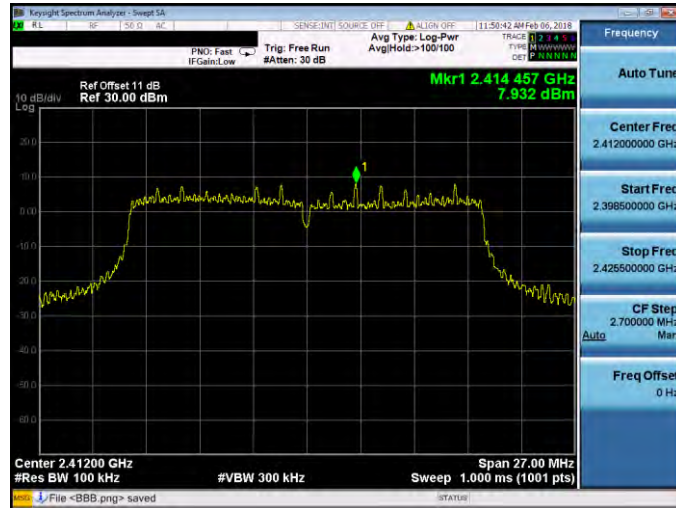 Keysight Spectrum Analyzer - Swept SA
RL RF 50 Ω AC SENSE:INT SOURCE OFF ALIGN OFF 11:50:42 AM Feb 06, 2018
PNO: Fast
IFGain:Low
Trig: Free Run
#Atten: 30 dB
Avg Type: Log-Pwr
Avg|Hold:>100/100
TRACE 1 2 3 4 5 6
TYPE M WWWWW
DET P N N N N N
Mkr1 2.414 457 GHz
7.932 dBm
Ref Offset 11 dB
10 dB/div Ref 30.00 dBm
Log
20.0
10.0
0.00
-10.0
-20.0
-30.0
-40.0
-50.0
-60.0
1
Center 2.41200 GHz
Span 27.00 MHz
#Res BW 100 kHz
#VBW 300 kHz
Sweep 1.000 ms (1001 pts)
MSG File <BBB.png> saved
STATUS
Frequency
Auto Tune
Center Freq
2.412000000 GHz
Start Freq
2.398500000 GHz
Stop Freq
2.425500000 GHz
CF Step
2.700000 MHz
Auto Man
Freq Offset
0 Hz